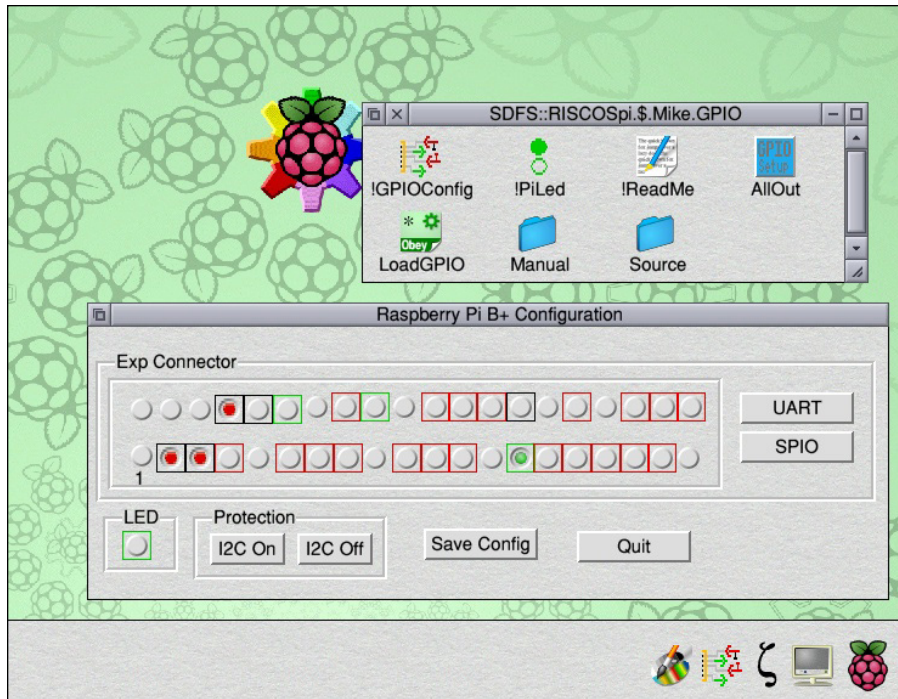 SDFS::RISCOSpi.$.Mike.GPIO
!GPIOConfig !PiLed !ReadMe AllOut
GPIO
Setup
* 
Obey
LoadGPIO Manual Source
Raspberry Pi B+ Configuration
Exp Connector
UART
SPIO
1
LED Protection
I2C On I2C Off Save Config Quit